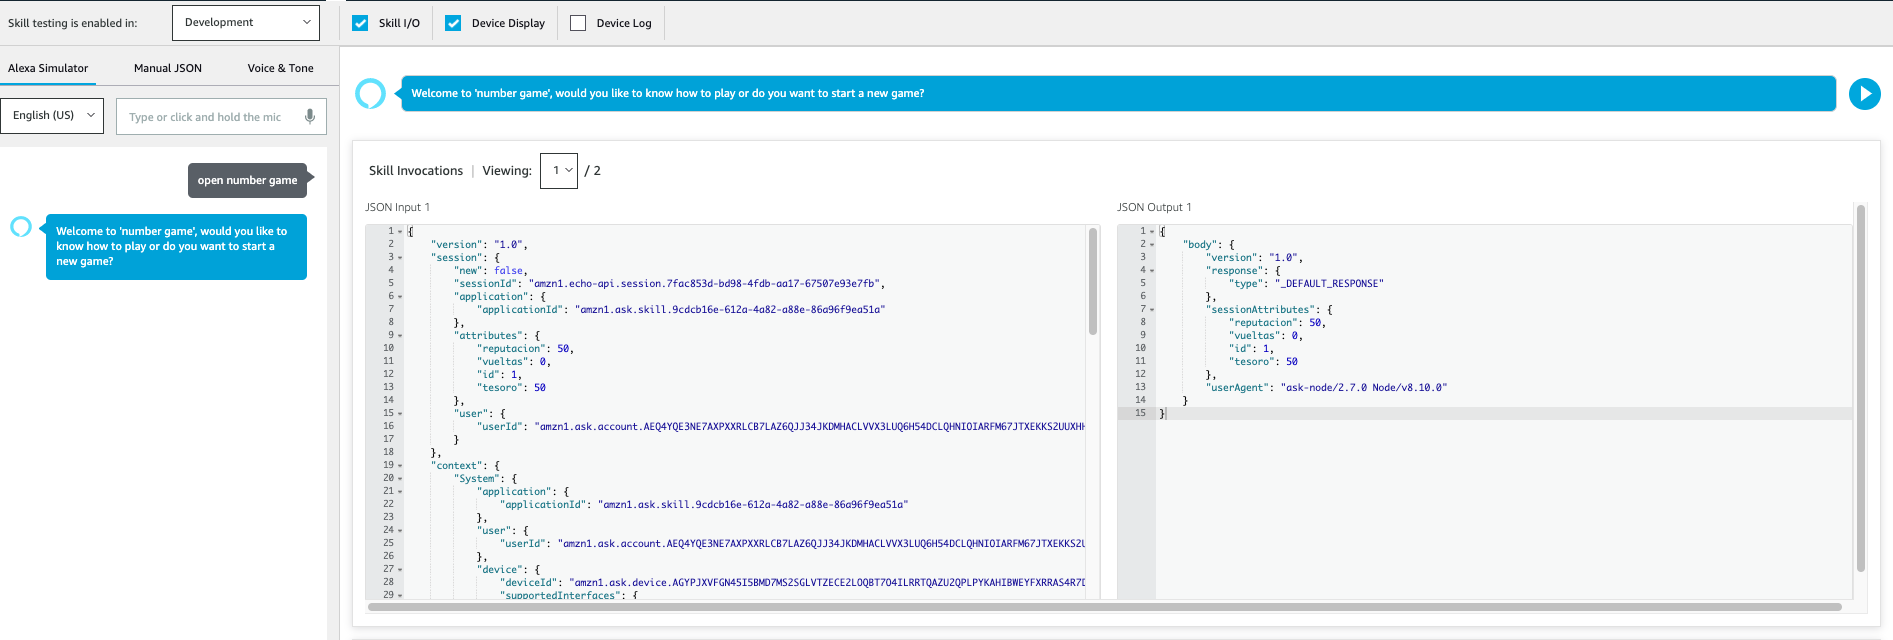 Skill testing is enabled in:
Development
Skill I/O
Device Display
Device Log
Alexa Simulator
Manual JSON
Voice & Tone
English (US)
Type or click and hold the mic
open number game
Welcome to 'number game', would you like to
know how to play or do you want to start a
new game?
Welcome to 'number game', would you like to know how to play or do you want to start a new game?
Skill Invocations | Viewing: 1 / 2
JSON Input 1
1 {
2 "version": "1.0",
3 "session": {
4 "new": false,
5 "sessionId": "amzn1.echo-api.session.7fac853d-bd98-4fdb-aa17-67507e93e7fb",
6 "application": {
7 "applicationId": "amzn1.ask.skill.9cdcb16e-612a-4a82-a88e-86a96f9ea51a"
8 },
9 "attributes": {
10 "reputacion": 50,
11 "vueltas": 0,
12 "id": 1,
13 "tesoro": 50
14 },
15 "user": {
16 "userId": "amzn1.ask.account.AEQ4YQE3NE7AXPXXRLCB7LAZ6QJJ34JKDMHACLVVX3LUQ6H54DCLQHNIOIARFM67JTXEKKS2UUXHH
17 }
18 },
19 "context": {
20 "System": {
21 "application": {
22 "applicationId": "amzn1.ask.skill.9cdcb16e-612a-4a82-a88e-86a96f9ea51a"
23 },
24 "user": {
25 "userId": "amzn1.ask.account.AEQ4YQE3NE7AXPXXRLCB7LAZ6QJJ34JKDMHACLVVX3LUQ6H54DCLQHNIOIARFM67JTXEKKS2U
26 },
27 "device": {
28 "deviceId": "amzn1.ask.device.AGYPJXVFGN45I5BMD7MS2SGLVTZECE2LOQBT7O4ILRRTQAZU2QPLPYKAHIBWEYFXRRAS4R7D
29 "supportedInterfaces": {
JSON Output 1
1 {
2 "body": {
3 "version": "1.0",
4 "response": {
5 "type": "_DEFAULT_RESPONSE"
6 },
7 "sessionAttributes": {
8 "reputacion": 50,
9 "vueltas": 0,
10 "id": 1,
11 "tesoro": 50
12 },
13 "userAgent": "ask-node/2.7.0 Node/v8.10.0"
14 }
15 }